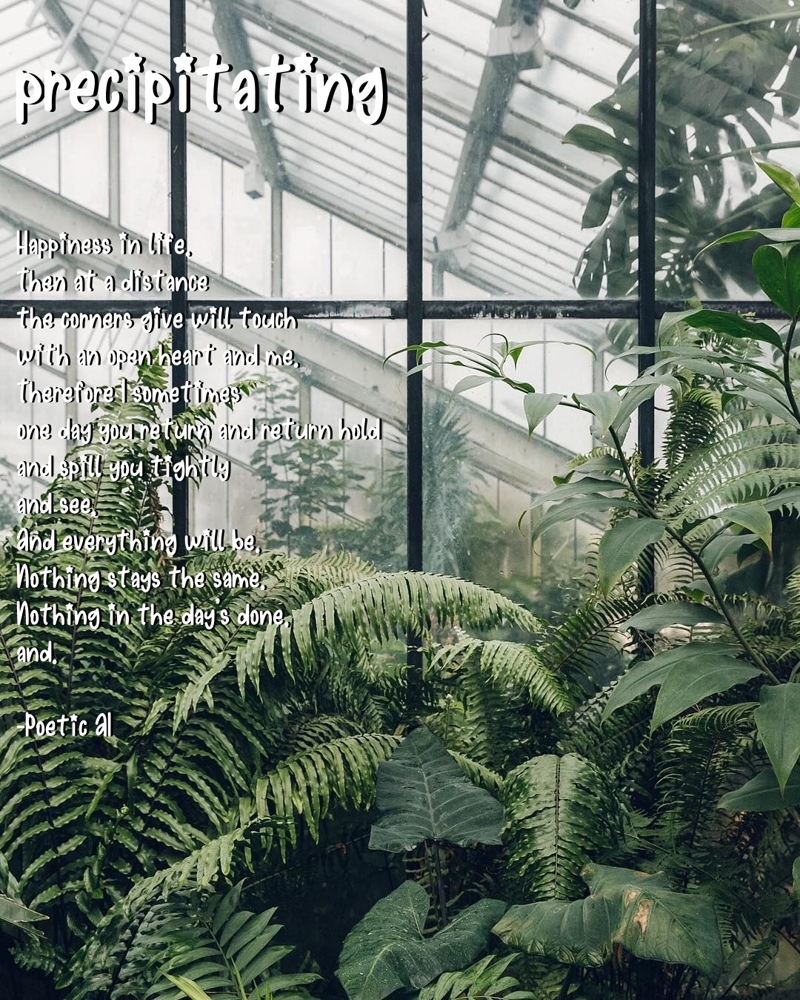 precipitating
Happiness in life,
Then at a distance
the corners give will touch
with an open heart and me,
Therefore I sometimes
one day you return and return hold
and spill you tightly
and see,
And everything will be,
Nothing stays the same,
Nothing in the day's done,
and,
-Poetic AI